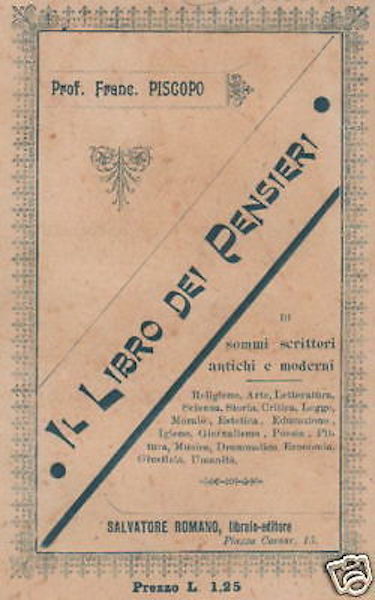 Prof. Franc. PISCOPO
IL LIBRO DEI PENSIERI
DI
sommi scrittori
antichi e moderni
Religione, Arte, Letteratura,
Scienza, Storia, Critica, Legge,
Morale, Estetica, Educazione,
Igiene, Giornalismo, Poesia, Pit-
tura, Musica, Drammatica, Economia,
Giustizia, Umanità.
SALVATORE ROMANO, libraio-editore
Piazza Cavour, 15.
Prezzo L. 1,25